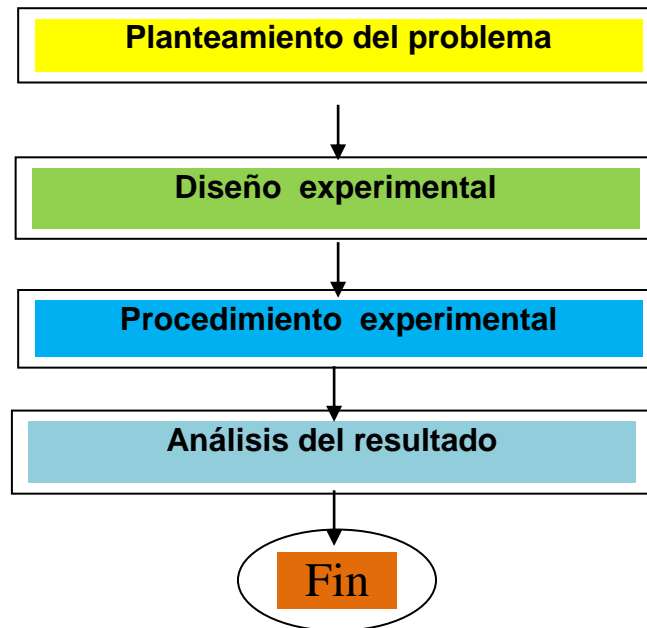 Planteamiento del problema
Diseño experimental
Procedimiento experimental
Análisis del resultado
Fin